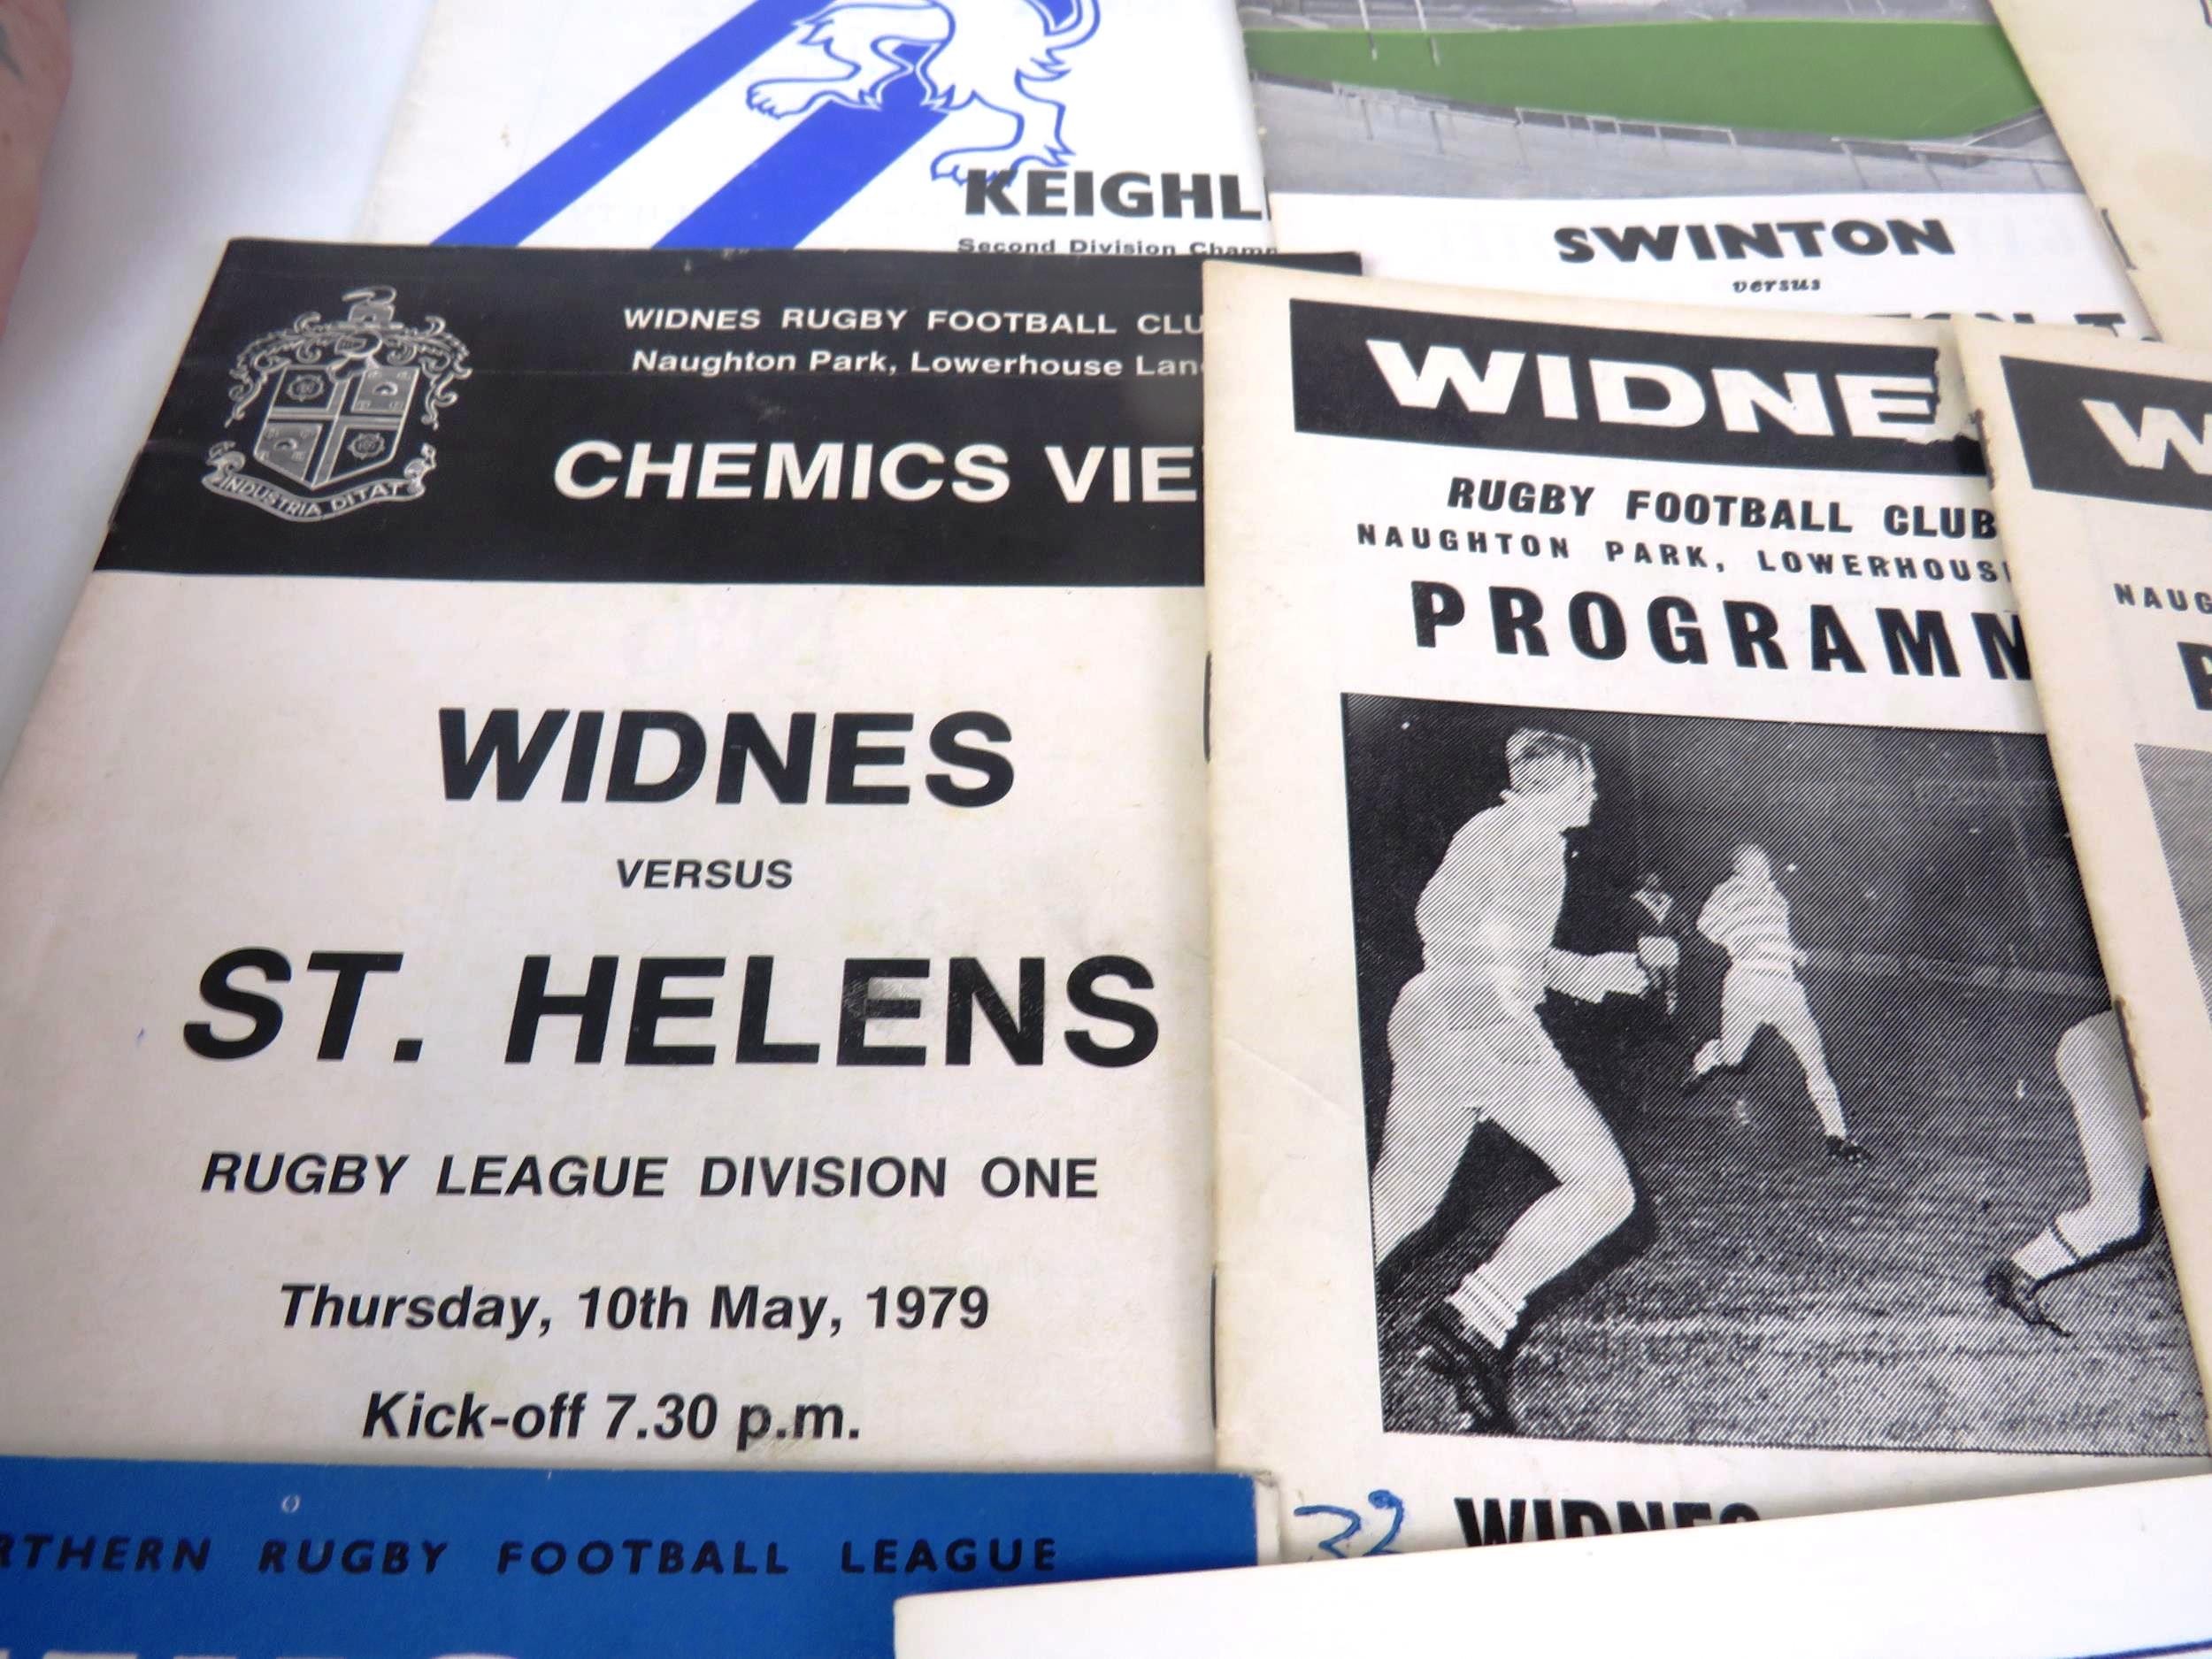 KEIGHL
Second Division Champ
SWINTON
versus
WIDNES RUGBY FOOTBALL CLU
Naughton Park, Lowerhouse Lan
CHEMICS VIE
INDUSTRIA DITAT
WIDNES
VERSUS
ST. HELENS
RUGBY LEAGUE DIVISION ONE
Thursday, 10th May, 1979
Kick-off 7.30 p.m.
WIDNE
RUGBY FOOTBALL CLUB
NAUGHTON PARK, LOWERHOUS
PROGRAMM
32
WIDNES
W
NAUG
P
RTHERN RUGBY FOOTBALL LEAGUE